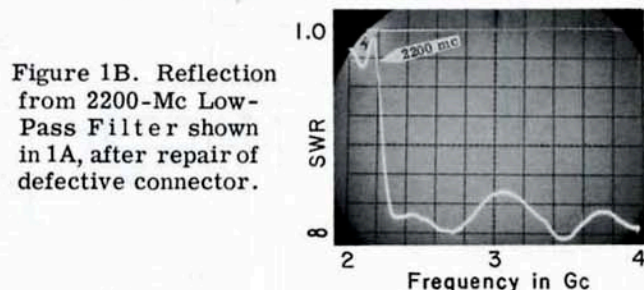 Figure 1B. Reflection
from 2200-Mc Low-
Pass Filter shown
in 1A, after repair of
defective connector.
1.0
2200 mc
SWR
∞
2 3 4
Frequency in Gc